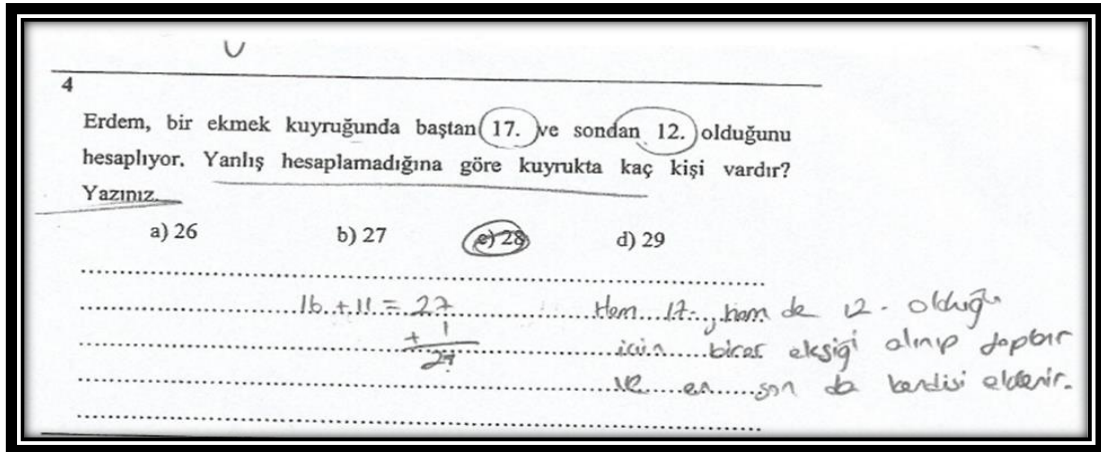 4
Erdem, bir ekmek kuyruğunda baştan 17. ve sondan 12. olduğunu
hesaplıyor. Yanlış hesaplamadığına göre kuyrukta kaç kişi vardır?
Yazınız.
a) 26 b) 27 c) 28 d) 29
16 + 11 = 27
+ 1
Hem 17., hem de 12. olduğu
için birer eksiği alınıp yapılır
ve en son da kendisi eklenir.